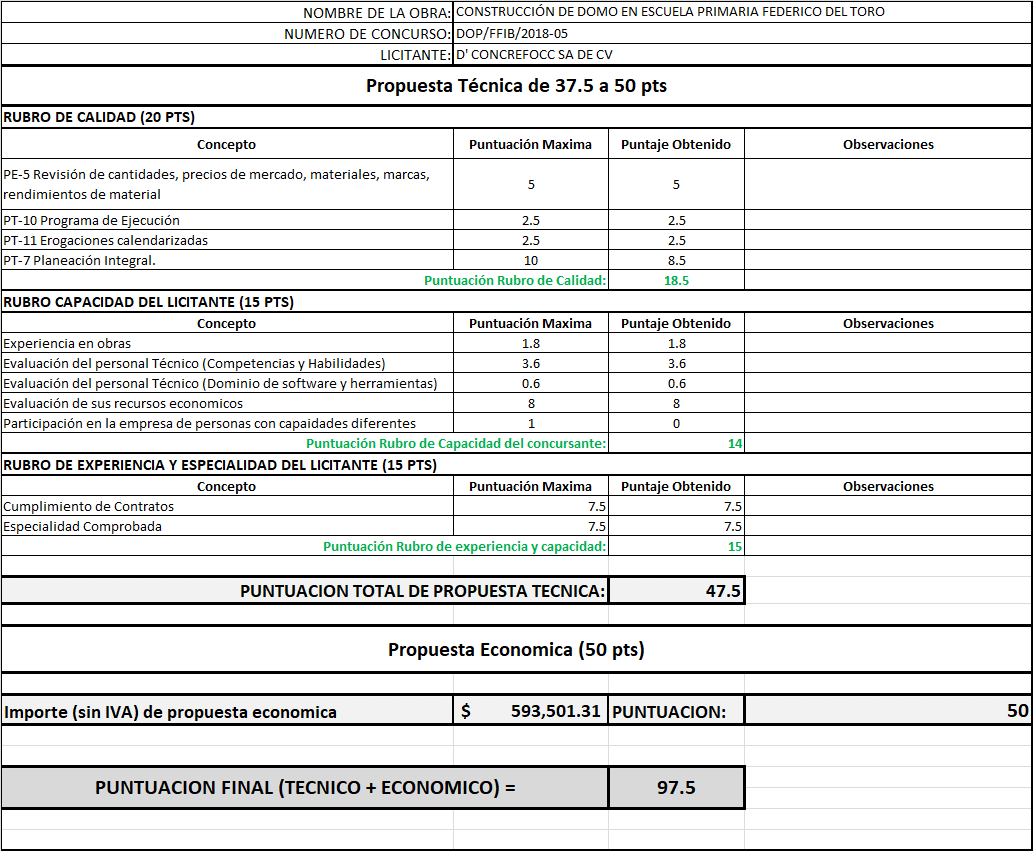 NOMBRE DE LA OBRA: CONSTRUCCIÓN DE DOMO EN ESCUELA PRIMARIA FEDERICO DEL TORO
NUMERO DE CONCURSO: DOP/FFIB/2018-05
LICITANTE: D' CONCREFOCC SA DE CV
Propuesta Técnica de 37.5 a 50 pts
RUBRO DE CALIDAD (20 PTS)
Concepto Puntuación Maxima Puntaje Obtenido Observaciones
PE-5 Revisión de cantidades, precios de mercado, materiales, marcas,
rendimientos de material 5 5
PT-10 Programa de Ejecución 2.5 2.5
PT-11 Erogaciones calendarizadas 2.5 2.5
PT-7 Planeación Integral. 10 8.5
Puntuación Rubro de Calidad: 18.5
RUBRO CAPACIDAD DEL LICITANTE (15 PTS)
Concepto Puntuación Maxima Puntaje Obtenido Observaciones
Experiencia en obras 1.8 1.8
Evaluación del personal Técnico (Competencias y Habilidades) 3.6 3.6
Evaluación del personal Técnico (Dominio de software y herramientas) 0.6 0.6
Evaluación de sus recursos economicos 8 8
Participación en la empresa de personas con capaidades diferentes 1 0
Puntuación Rubro de Capacidad del concursante: 14
RUBRO DE EXPERIENCIA Y ESPECIALIDAD DEL LICITANTE (15 PTS)
Concepto Puntuación Maxima Puntaje Obtenido Observaciones
Cumplimiento de Contratos 7.5 7.5
Especialidad Comprobada 7.5 7.5
Puntuación Rubro de experiencia y capacidad: 15
PUNTUACION TOTAL DE PROPUESTA TECNICA: 47.5
Propuesta Economica (50 pts)
Importe (sin IVA) de propuesta economica $ 593,501.31 PUNTUACION: 50
PUNTUACION FINAL (TECNICO + ECONOMICO) = 97.5